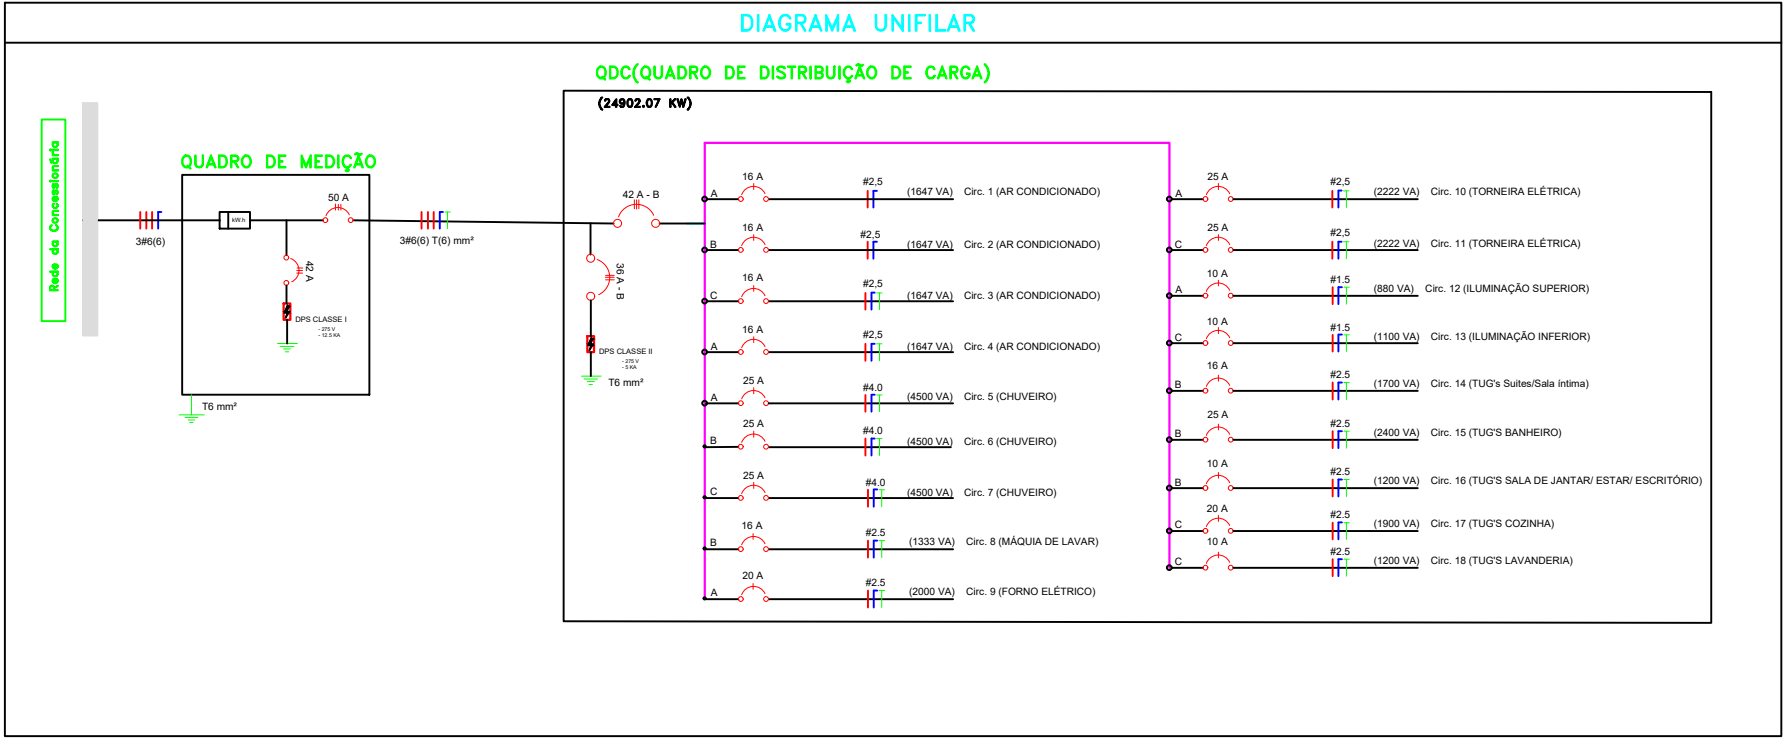 DIAGRAMA UNIFILAR
QDC(QUADRO DE DISTRIBUIÇÃO DE CARGA)
(24902.07 KW)
Rede da Concessionária
QUADRO DE MEDIÇÃO
3#6(6)
kW.h
50 A
42 A
DPS CLASSE I
- 275 V
- 12.5 KA
T6 mm²
3#6(6) T(6) mm²
42 A - B
36 A - B
DPS CLASSE II
- 275 V
- 5 KA
T6 mm²
A 16 A #2,5 (1647 VA) Circ. 1 (AR CONDICIONADO)
B 16 A #2,5 (1647 VA) Circ. 2 (AR CONDICIONADO)
C 16 A #2,5 (1647 VA) Circ. 3 (AR CONDICIONADO)
A 16 A #2,5 (1647 VA) Circ. 4 (AR CONDICIONADO)
A 25 A #4.0 (4500 VA) Circ. 5 (CHUVEIRO)
B 25 A #4.0 (4500 VA) Circ. 6 (CHUVEIRO)
C 25 A #4.0 (4500 VA) Circ. 7 (CHUVEIRO)
B 16 A #2.5 (1333 VA) Circ. 8 (MÁQUIA DE LAVAR)
A 20 A #2.5 (2000 VA) Circ. 9 (FORNO ELÉTRICO)
A 25 A #2,5 (2222 VA) Circ. 10 (TORNEIRA ELÉTRICA)
C 25 A #2,5 (2222 VA) Circ. 11 (TORNEIRA ELÉTRICA)
A 10 A #1.5 (880 VA) Circ. 12 (ILUMINAÇÃO SUPERIOR)
C 10 A #1.5 (1100 VA) Circ. 13 (ILUMINAÇÃO INFERIOR)
B 16 A #2.5 (1700 VA) Circ. 14 (TUG's Suites/Sala íntima)
B 25 A #2.5 (2400 VA) Circ. 15 (TUG'S BANHEIRO)
B 10 A #2.5 (1200 VA) Circ. 16 (TUG'S SALA DE JANTAR/ ESTAR/ ESCRITÓRIO)
C 20 A #2.5 (1900 VA) Circ. 17 (TUG'S COZINHA)
C 10 A #2.5 (1200 VA) Circ. 18 (TUG'S LAVANDERIA)